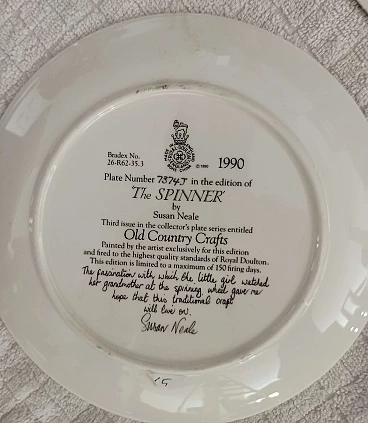 Bradex No.
26-R62-35.3
© 1990
1990
Plate Number 7374J in the edition of
'The SPINNER'
by
Susan Neale
Third issue in the collector's plate series entitled
Old Country Crafts
Painted by the artist exclusively for this edition
and fired to the highest quality standards of Royal Doulton.
This edition is limited to a maximum of 150 firing days.
The fascination with which the little girl watched
her grandmother at the spinning wheel gave me
hope that this traditional craft
will live on.
Susan Neale
15